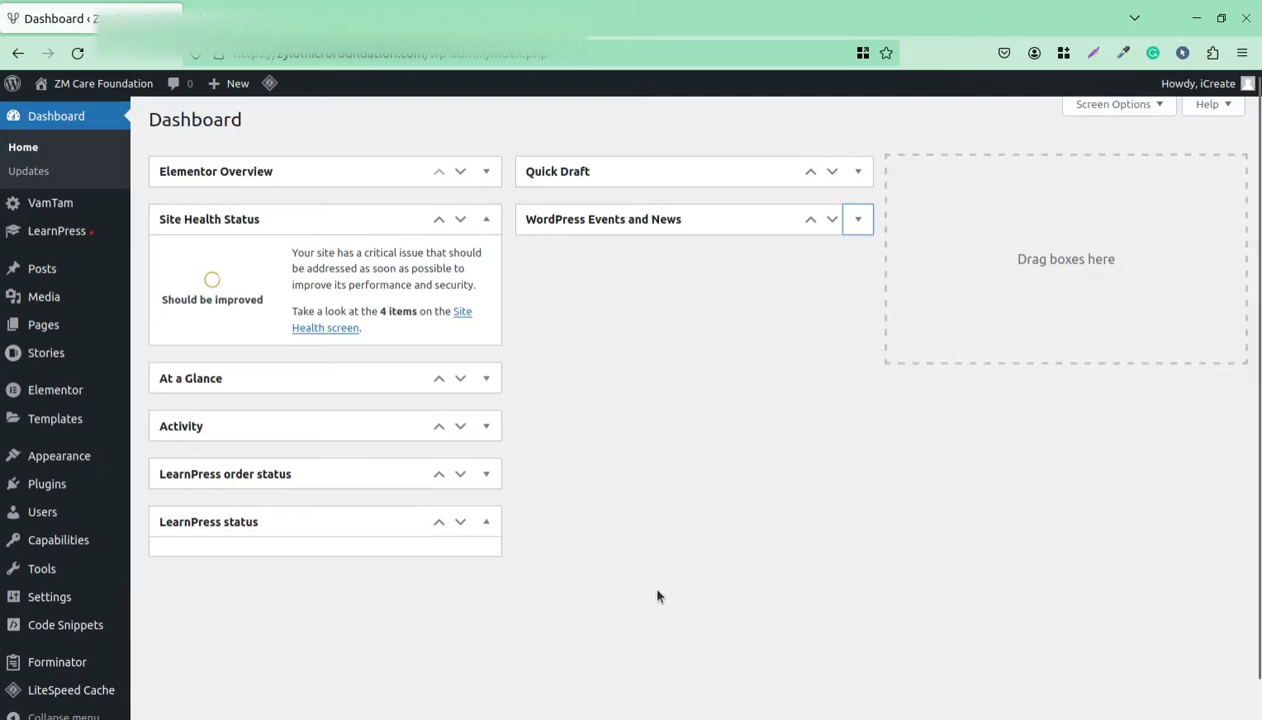 Dashboard ‹ Z
ZM Care Foundation
0
New
Howdy, iCreate
Dashboard
Home
Updates
VamTam
LearnPress
Posts
Media
Pages
Stories
Elementor
Templates
Appearance
Plugins
Users
Capabilities
Tools
Settings
Code Snippets
Forminator
LiteSpeed Cache
Collapse menu
Dashboard
Screen Options
Help
Elementor Overview
Site Health Status
Should be improved
Your site has a critical issue that should
be addressed as soon as possible to
improve its performance and security.
Take a look at the 4 items on the Site
Health screen.
At a Glance
Activity
LearnPress order status
LearnPress status
Quick Draft
WordPress Events and News
Drag boxes here